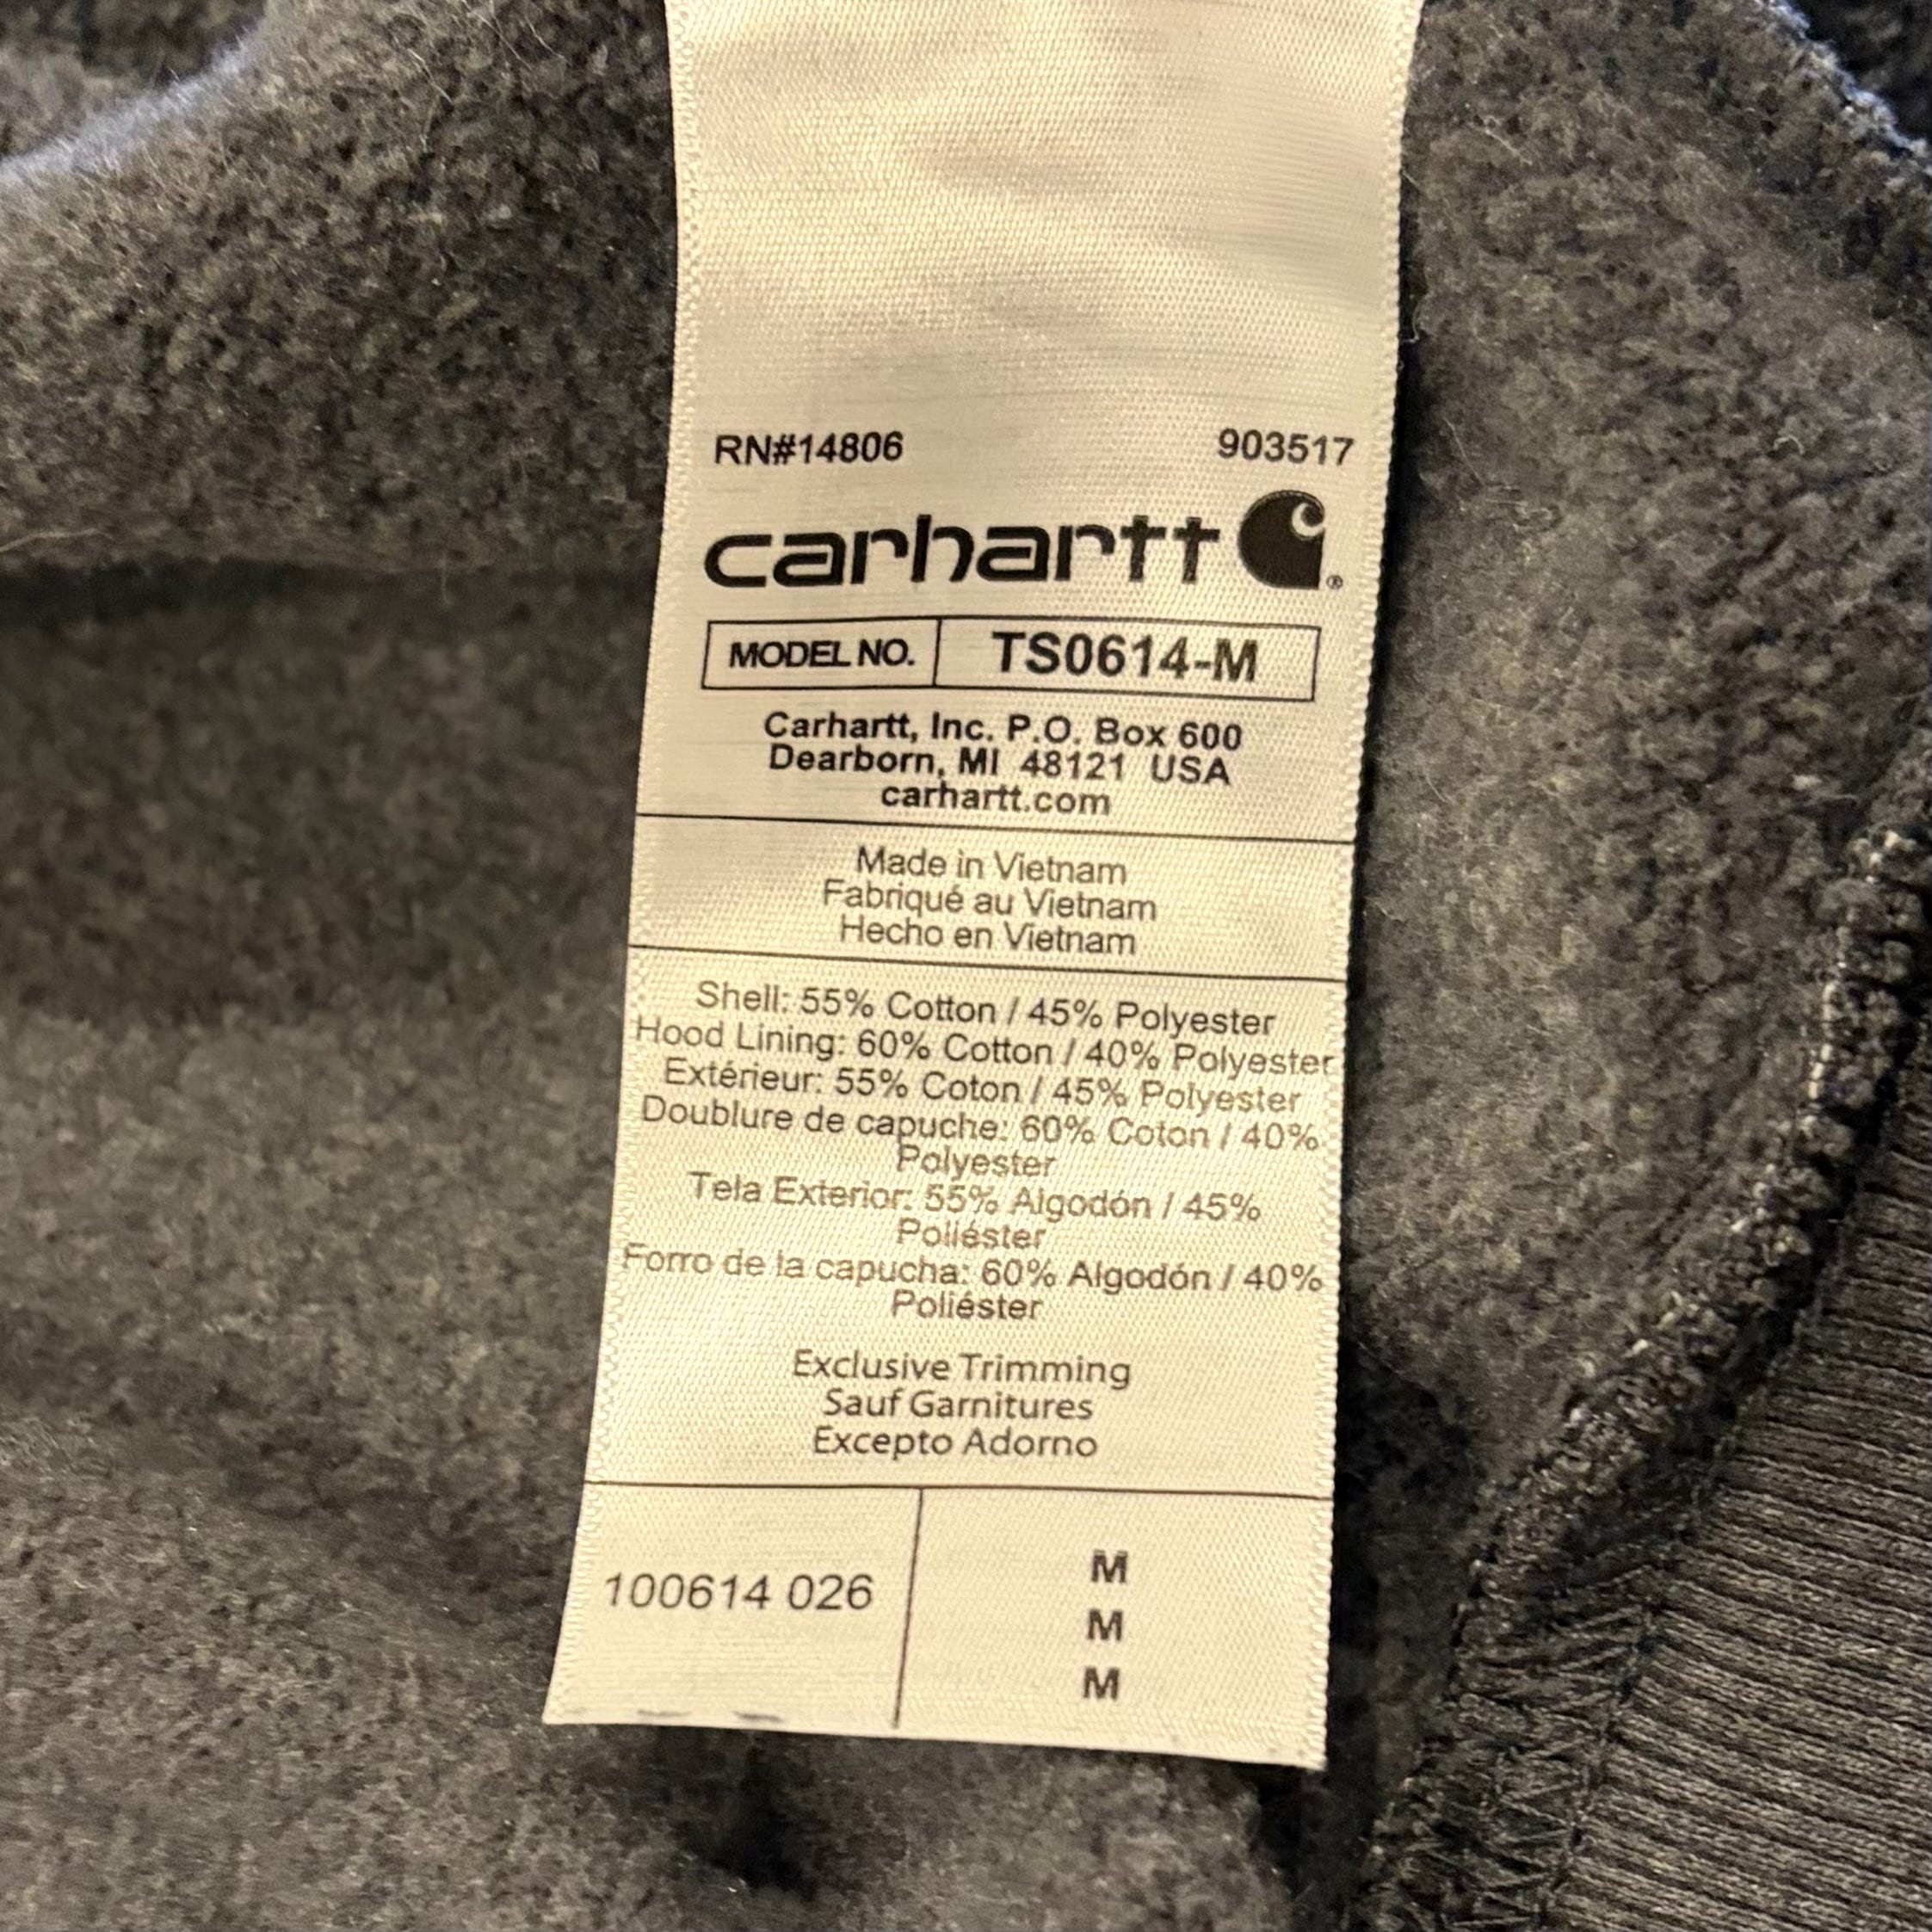 RN#14806 903517
carhartt
MODEL NO. TS0614-M
Carhartt, Inc. P.O. Box 600
Dearborn, MI 48121 USA
carhartt.com
Made in Vietnam
Fabriqué au Vietnam
Hecho en Vietnam
Shell: 55% Cotton / 45% Polyester
Hood Lining: 60% Cotton / 40% Polyester
Extérieur: 55% Coton / 45% Polyester
Doublure de capuche: 60% Coton / 40%
Polyester
Tela Exterior: 55% Algodón / 45%
Poliéster
Forro de la capucha: 60% Algodón / 40%
Poliéster
Exclusive Trimming
Sauf Garnitures
Excepto Adorno
100614 026
M
M
M